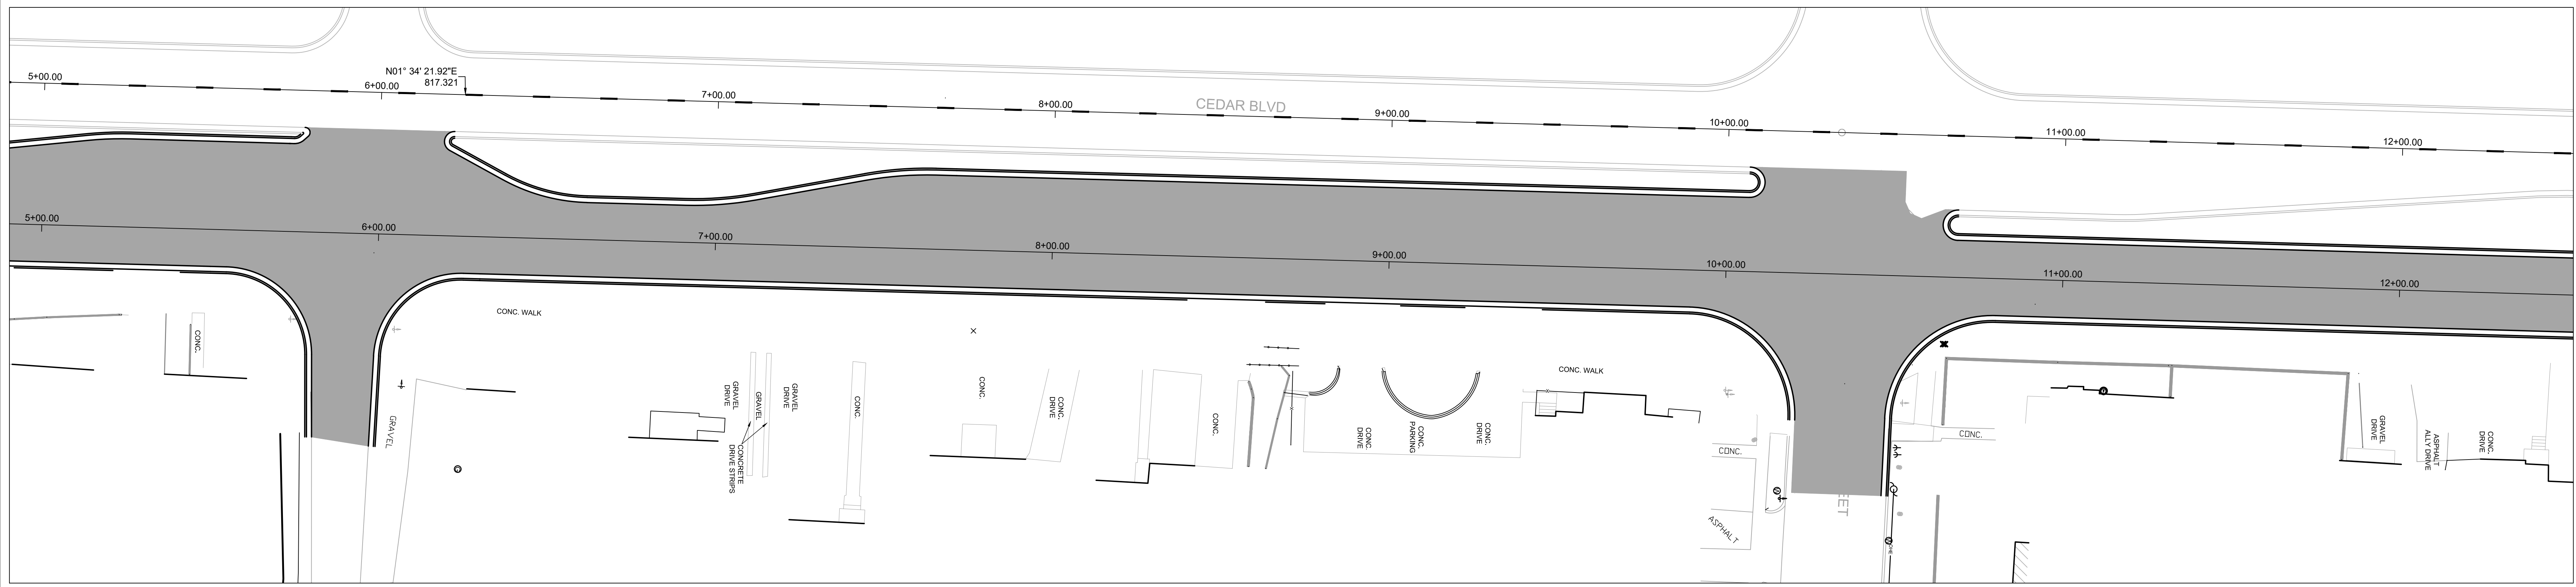 N01° 34' 21.92"E
817.321
5+00.00
6+00.00
7+00.00
8+00.00
9+00.00
10+00.00
11+00.00
12+00.00
CEDAR BLVD
5+00.00
6+00.00
7+00.00
8+00.00
9+00.00
10+00.00
11+00.00
12+00.00
CONC. WALK
CONC.
GRAVEL
GRAVEL
DRIVE
GRAVEL
GRAVEL
DRIVE
CONCRETE
DRIVE STRIPS
CONC.
CONC.
CONC.
DRIVE
CONC.
CONC.
DRIVE
CONC.
PARKING
CONC.
DRIVE
CONC. WALK
CONC.
ASPHALT
EET
CONC.
GRAVEL
DRIVE
ASPHALT
ALLY DRIVE
CONC.
DRIVE